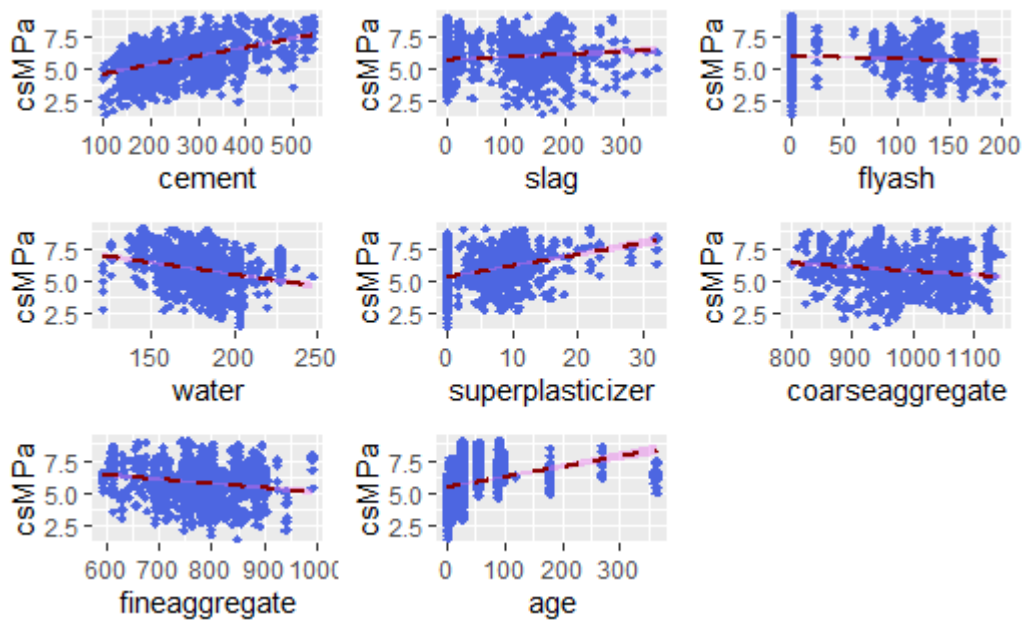 csMPa
7.5
5.0
2.5
100 200 300 400 500
cement
csMPa
7.5
5.0
2.5
0 100 200 300
slag
csMPa
7.5
5.0
2.5
0 50 100 150 200
flyash
csMPa
7.5
5.0
2.5
150 200 250
water
csMPa
7.5
5.0
2.5
0 10 20 30
superplasticizer
csMPa
7.5
5.0
2.5
800 900 1000 1100
coarseaggregate
csMPa
7.5
5.0
2.5
600 700 800 900 1000
fineaggregate
csMPa
7.5
5.0
2.5
0 100 200 300
age